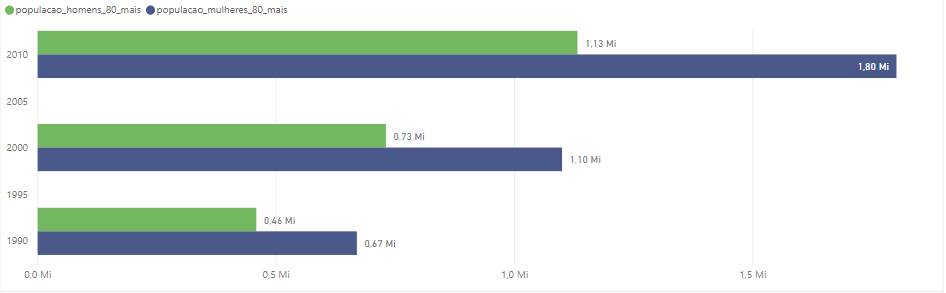 populacao_homens_80_mais populacao_mulheres_80_mais
2010
1,13 Mi
1,80 Mi
2005
2000
0,73 Mi
1,10 Mi
1995
1990
0,46 Mi
0,67 Mi
0,0 Mi 0,5 Mi 1,0 Mi 1,5 Mi